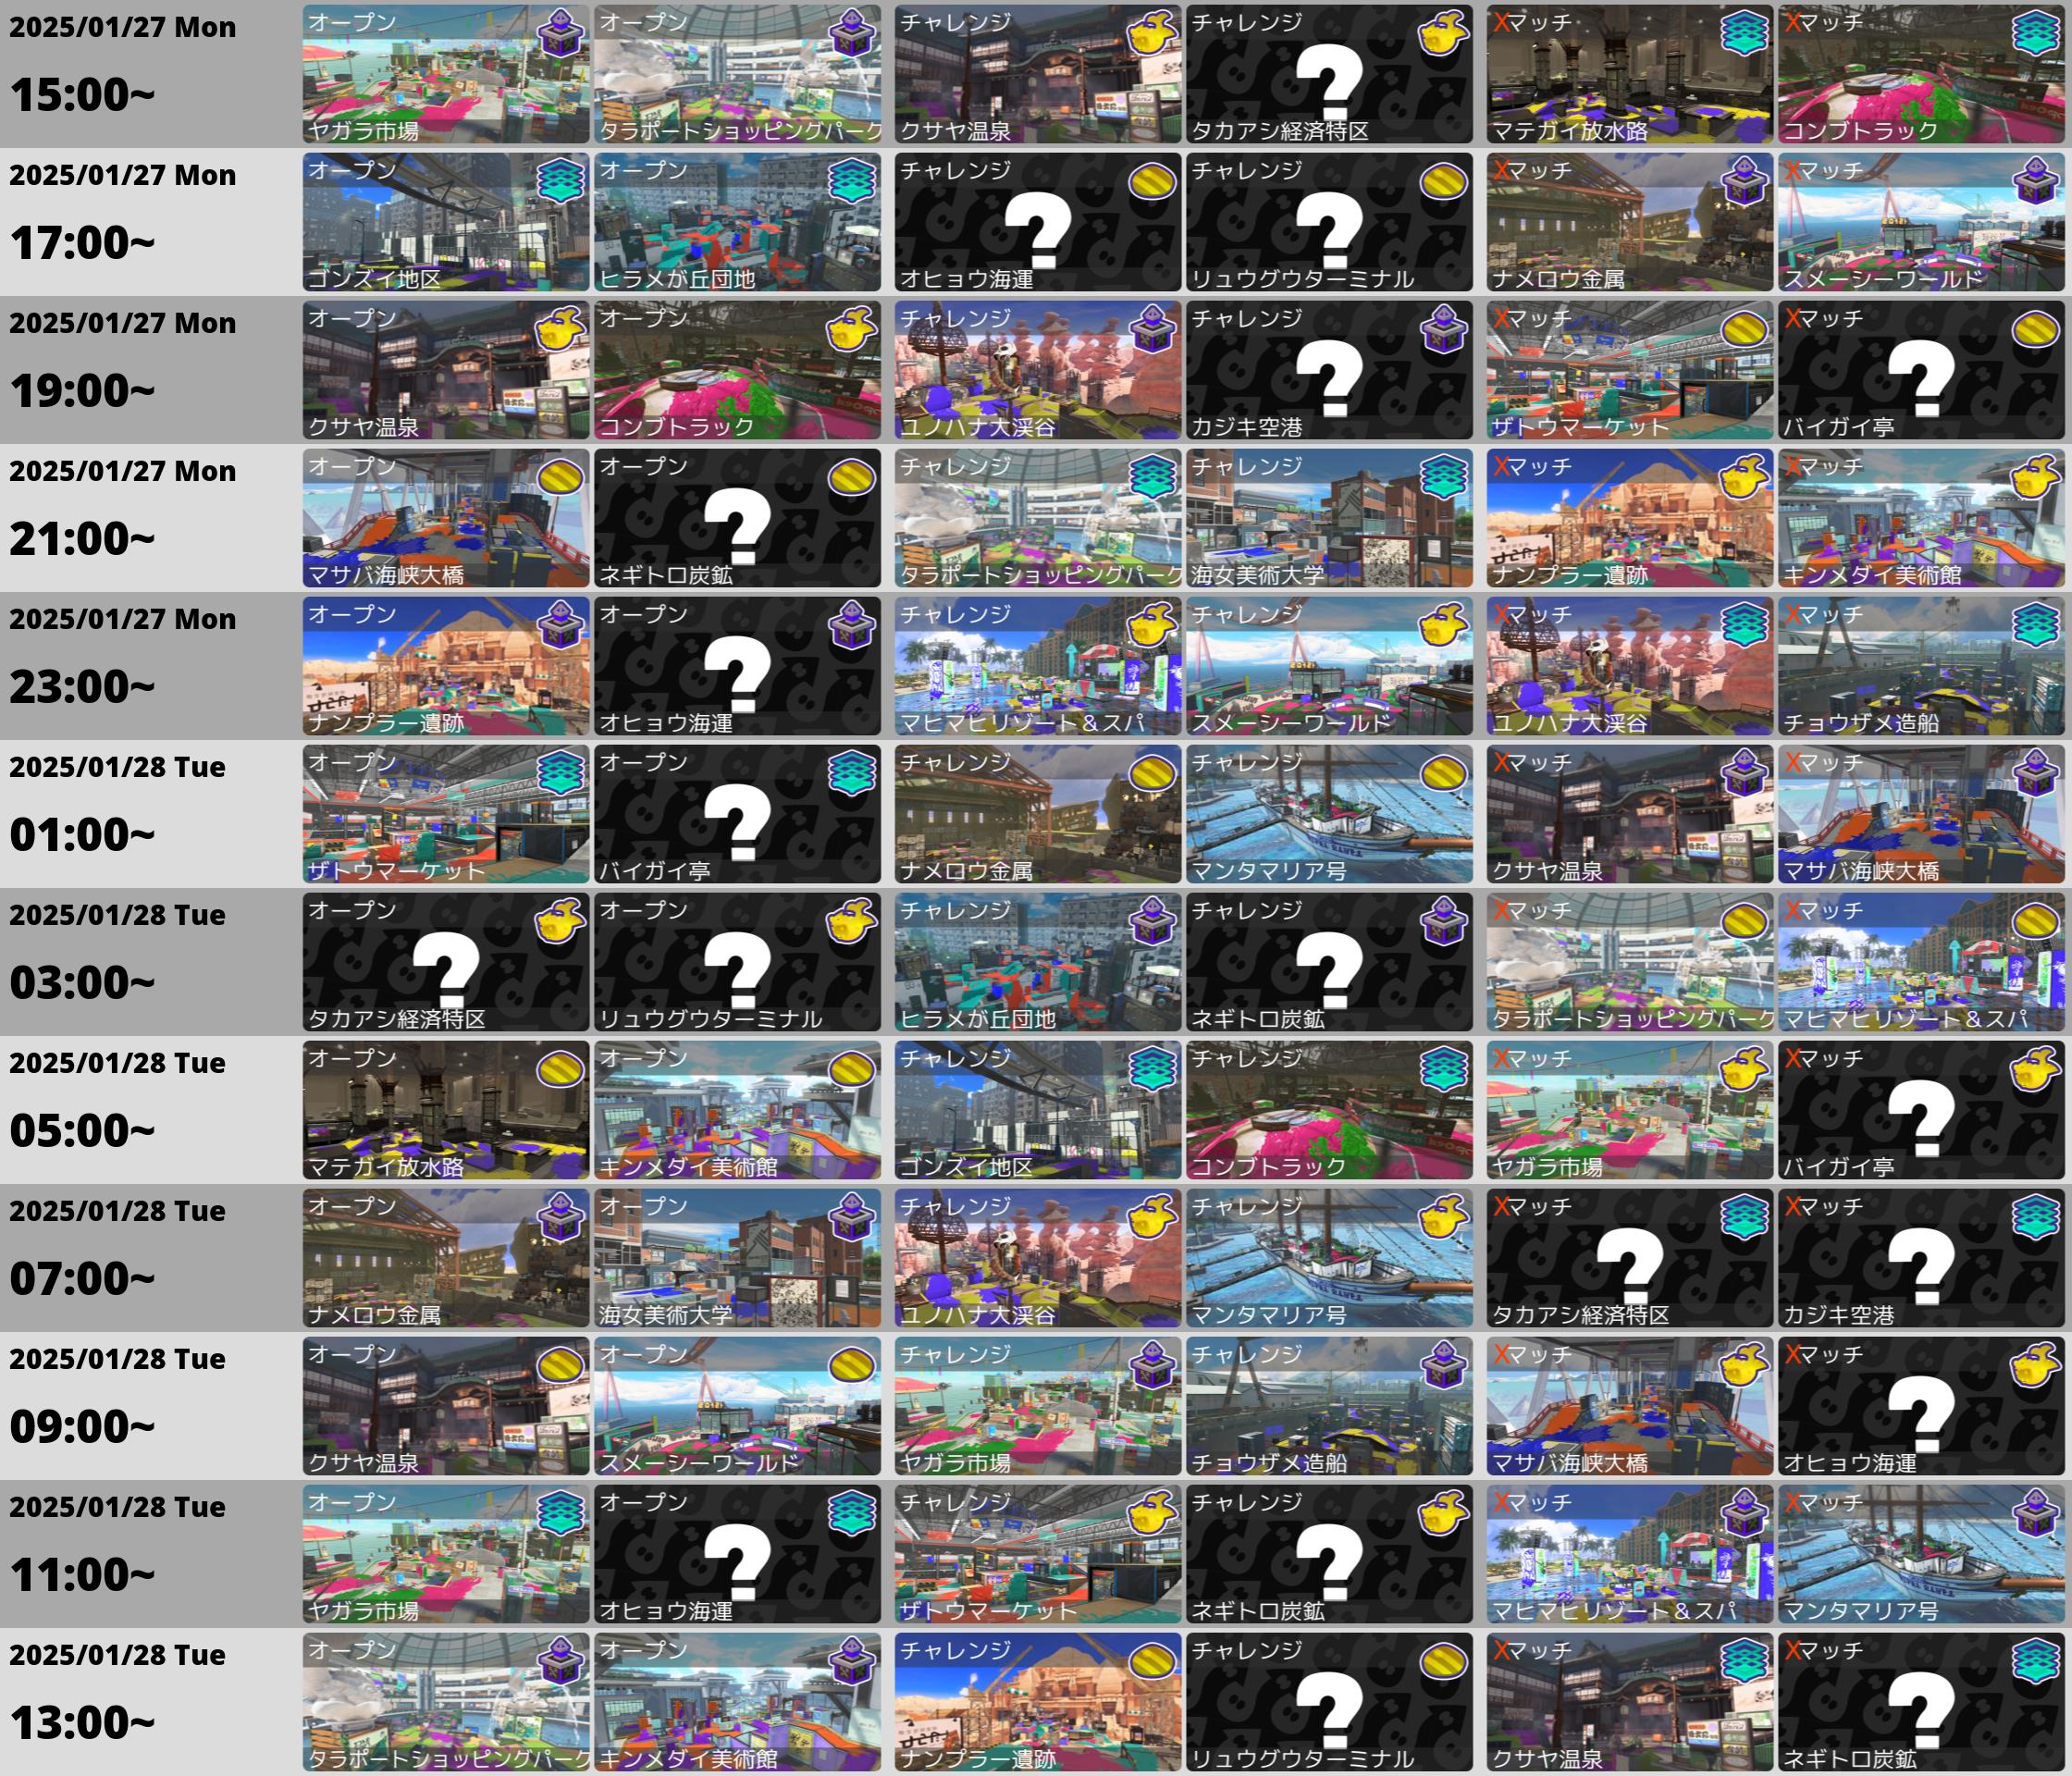 2025/01/27 Mon
15:00~
オープン
ヤガラ市場
オープン
タラポートショッピングパーク
チャレンジ
クサヤ温泉
チャレンジ
?
タカアシ経済特区
Xマッチ
マテガイ放水路
Xマッチ
コンブトラック
2025/01/27 Mon
17:00~
オープン
ゴンズイ地区
オープン
ヒラメが丘団地
チャレンジ
?
オヒョウ海運
チャレンジ
?
リュウグウターミナル
Xマッチ
ナメロウ金属
Xマッチ
スメーシーワールド
2025/01/27 Mon
19:00~
オープン
クサヤ温泉
オープン
コンブトラック
チャレンジ
ユノハナ大渓谷
チャレンジ
?
カジキ空港
Xマッチ
ザトウマーケット
Xマッチ
?
バイガイ亭
2025/01/27 Mon
21:00~
オープン
マサバ海峡大橋
オープン
?
ネギトロ炭鉱
チャレンジ
タラポートショッピングパーク
チャレンジ
海女美術大学
Xマッチ
ナンプラー遺跡
Xマッチ
キンメダイ美術館
2025/01/27 Mon
23:00~
オープン
ナンプラー遺跡
オープン
?
オヒョウ海運
チャレンジ
マヒマヒリゾート&スパ
チャレンジ
スメーシーワールド
Xマッチ
ユノハナ大渓谷
Xマッチ
チョウザメ造船
2025/01/28 Tue
01:00~
オープン
ザトウマーケット
オープン
?
バイガイ亭
チャレンジ
ナメロウ金属
チャレンジ
マンタマリア号
Xマッチ
クサヤ温泉
Xマッチ
マサバ海峡大橋
2025/01/28 Tue
03:00~
オープン
?
タカアシ経済特区
オープン
?
リュウグウターミナル
チャレンジ
ヒラメが丘団地
チャレンジ
?
ネギトロ炭鉱
Xマッチ
タラポートショッピングパーク
Xマッチ
マヒマヒリゾート&スパ
2025/01/28 Tue
05:00~
オープン
マテガイ放水路
オープン
キンメダイ美術館
チャレンジ
ゴンズイ地区
チャレンジ
コンブトラック
Xマッチ
ヤガラ市場
Xマッチ
?
バイガイ亭
2025/01/28 Tue
07:00~
オープン
ナメロウ金属
オープン
海女美術大学
チャレンジ
ユノハナ大渓谷
チャレンジ
マンタマリア号
Xマッチ
?
タカアシ経済特区
Xマッチ
?
カジキ空港
2025/01/28 Tue
09:00~
オープン
クサヤ温泉
オープン
スメーシーワールド
チャレンジ
ヤガラ市場
チャレンジ
チョウザメ造船
Xマッチ
マサバ海峡大橋
Xマッチ
?
オヒョウ海運
2025/01/28 Tue
11:00~
オープン
ヤガラ市場
オープン
?
オヒョウ海運
チャレンジ
ザトウマーケット
チャレンジ
?
ネギトロ炭鉱
Xマッチ
マヒマヒリゾート&スパ
Xマッチ
マンタマリア号
2025/01/28 Tue
13:00~
オープン
タラポートショッピングパーク
オープン
キンメダイ美術館
チャレンジ
ナンプラー遺跡
チャレンジ
?
リュウグウターミナル
Xマッチ
クサヤ温泉
Xマッチ
?
ネギトロ炭鉱